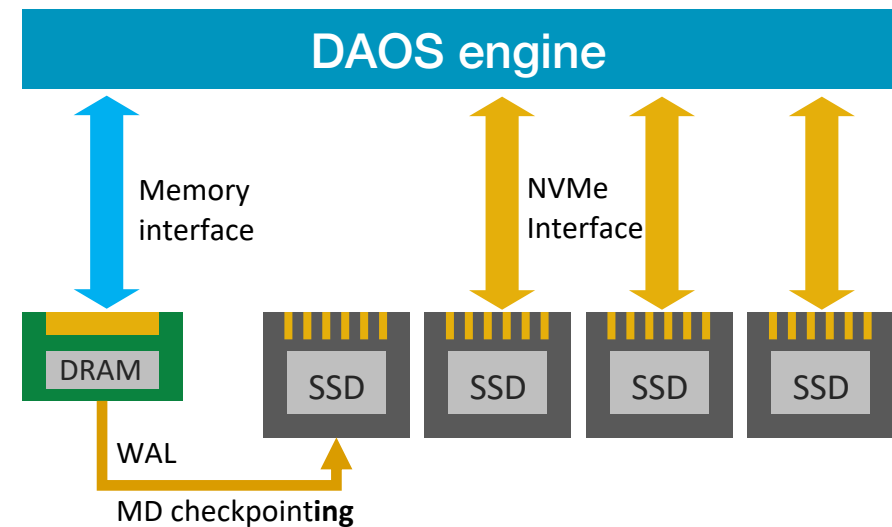 DAOS engine
Memory
interface
NVMe
Interface
DRAM
SSD
SSD
SSD
SSD
WAL
MD checkpointing